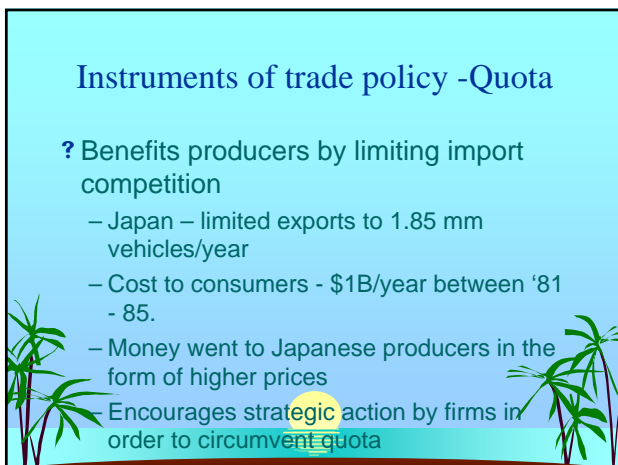 Instruments of trade policy -Quota
? Benefits producers by limiting import
competition
– Japan – limited exports to 1.85 mm
vehicles/year
– Cost to consumers - $1B/year between ‘81
- 85.
– Money went to Japanese producers in the
form of higher prices
– Encourages strategic action by firms in
order to circumvent quota